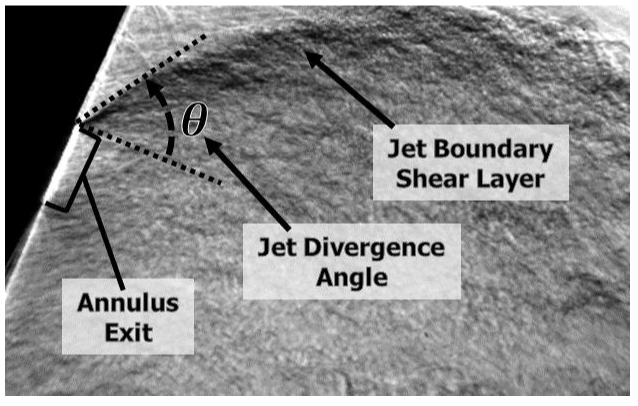 θ
Jet Boundary
Shear Layer
Jet Divergence
Angle
Annulus
Exit